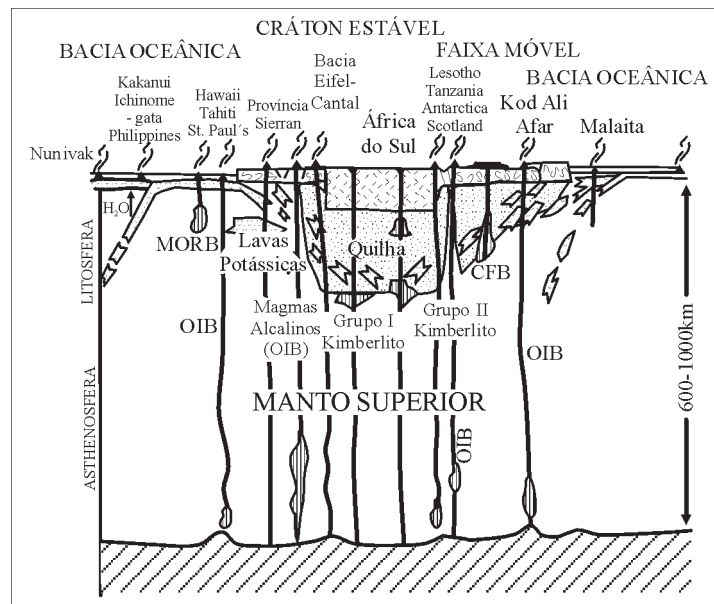 CRÁTON ESTÁVEL
BACIA OCEÂNICA
FAIXA MÓVEL
BACIA OCEÂNICA
Nunivak
Kakanui
Ichinome-
- gata
Philippines
Hawaii
Tahiti
St. Paul´s
Província
Sierran
Bacia
Eifel-
Cantal
África
do Sul
Lesotho
Tanzania
Antarctica
Scotland
Kod Ali
Afar
Malaita
H₂O
MORB
Lavas
Potássicas
Quilha
CFB
LITOSFERA
OIB
Magmas
Alcalinos
(OIB)
Grupo I
Kimberlito
Grupo II
Kimberlito
OIB
600-1000km
MANTO SUPERIOR
ASTHENOSFERA
OIB